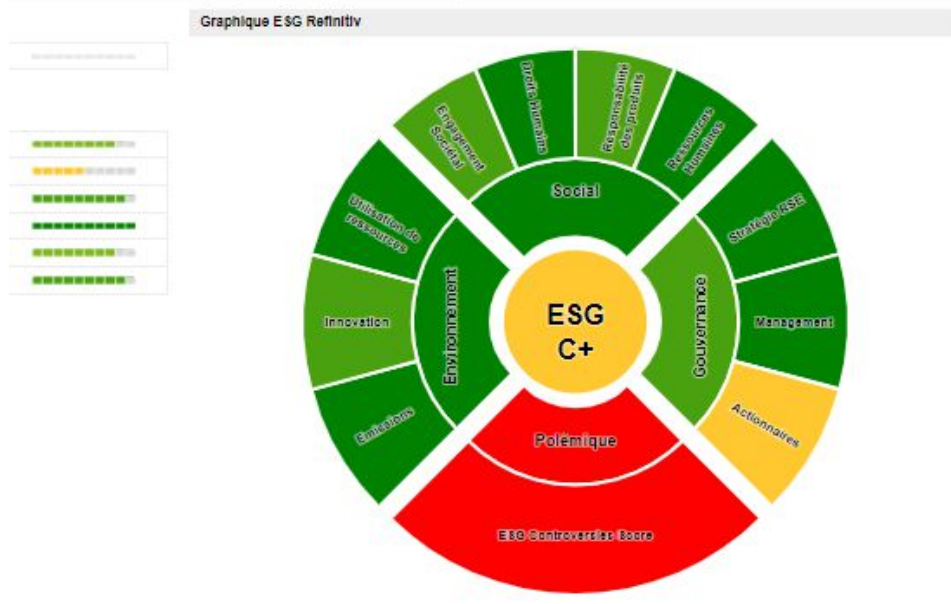 Graphique ESG Refinitiv
Engagement
Sociétal
Droits Humains
Responsabilité
des produits
Ressources
Humaines
Social
Utilisation de
ressources
Innovation
Emissions
Environnement
ESG
C+
Gouvernance
Stratégie RSE
Management
Actionnaires
Polémique
ESG Controversies Score